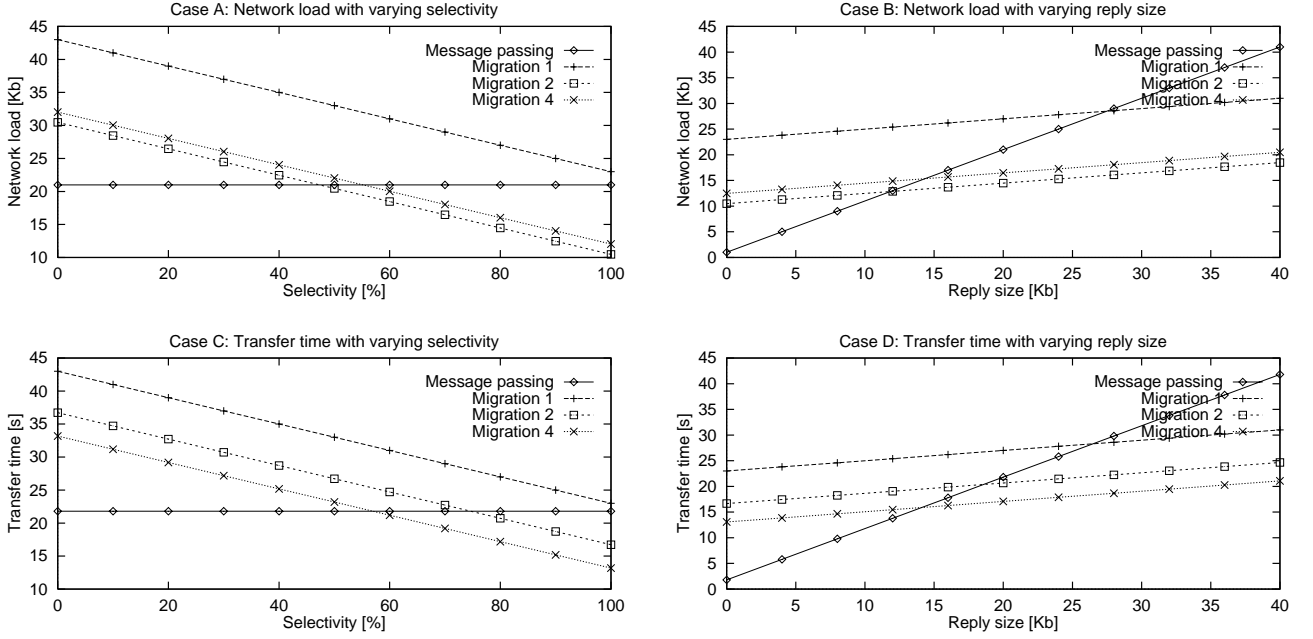 Case A: Network load with varying selectivity
Network load [Kb]
45
40
35
30
25
20
15
10
Message passing
Migration 1
Migration 2
Migration 4
0 20 40 60 80 100
Selectivity [%]
Case B: Network load with varying reply size
Network load [Kb]
45
40
35
30
25
20
15
10
5
0
Message passing
Migration 1
Migration 2
Migration 4
0 5 10 15 20 25 30 35 40
Reply size [Kb]
Case C: Transfer time with varying selectivity
Transfer time [s]
45
40
35
30
25
20
15
10
Message passing
Migration 1
Migration 2
Migration 4
0 20 40 60 80 100
Selectivity [%]
Case D: Transfer time with varying reply size
Transfer time [s]
45
40
35
30
25
20
15
10
5
0
Message passing
Migration 1
Migration 2
Migration 4
0 5 10 15 20 25 30 35 40
Reply size [Kb]